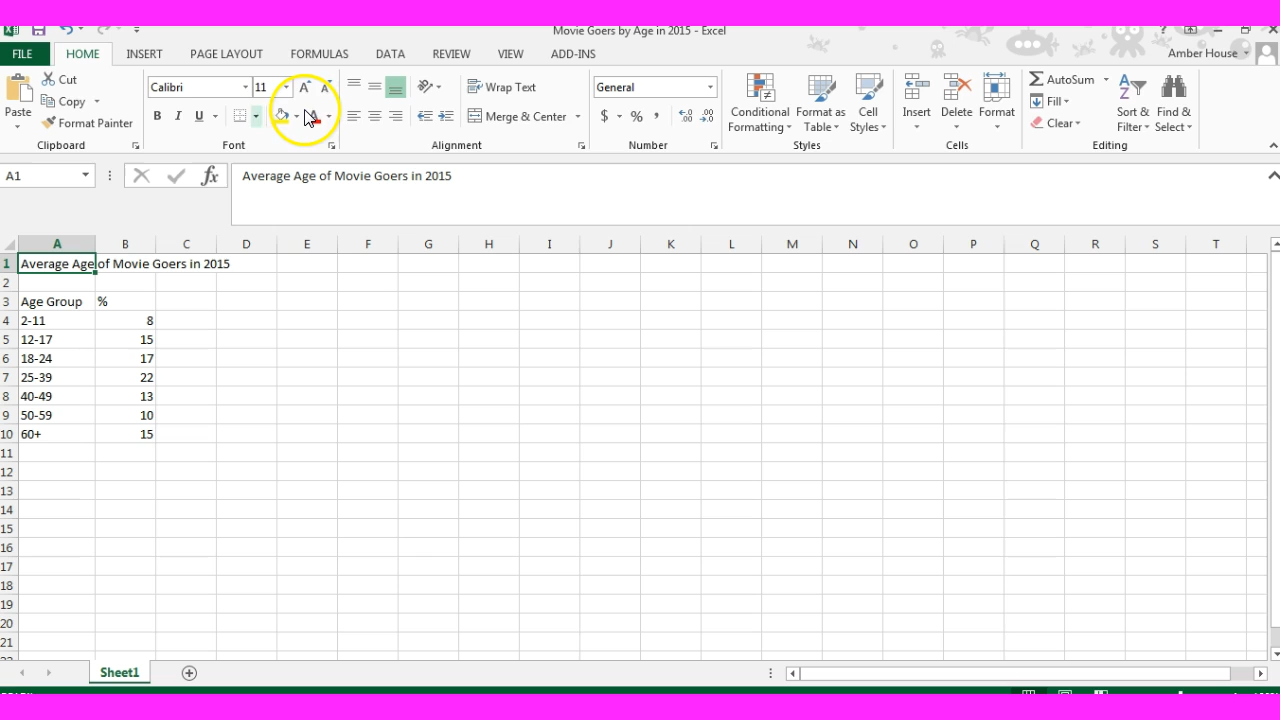 Movie Goers by Age in 2015 - Excel
FILE HOME INSERT PAGE LAYOUT FORMULAS DATA REVIEW VIEW ADD-INS Amber House
Cut
Copy
Format Painter
Paste
Clipboard
Calibri 11
B I U
Font
Wrap Text
Merge & Center
Alignment
General
$ % ,
Number
Conditional Formatting
Format as Table
Cell Styles
Styles
Insert Delete Format
Cells
AutoSum
Fill
Clear
Sort & Filter
Find & Select
Editing
A1 fx Average Age of Movie Goers in 2015
A B C D E F G H I J K L M N O P Q R S T
1 Average Age of Movie Goers in 2015
2
3 Age Group %
4 2-11 8
5 12-17 15
6 18-24 17
7 25-39 22
8 40-49 13
9 50-59 10
10 60+ 15
11
12
13
14
15
16
17
18
19
20
21
Sheet1